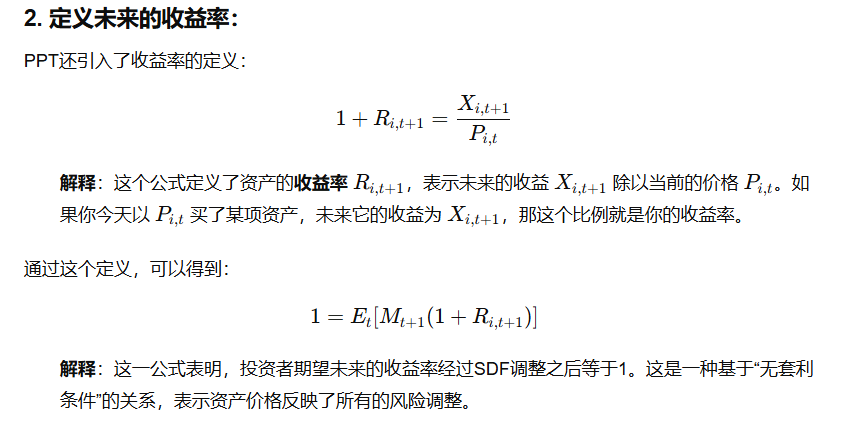 2. 定义未来的收益率：
PPT还引入了收益率的定义：
1 + R_{i,t+1} = \frac{X_{i,t+1}}{P_{i,t}}
解释：这个公式定义了资产的收益率 R_{i,t+1}，表示未来的收益 X_{i,t+1} 除以当前的价格 P_{i,t}。如
果你今天以 P_{i,t} 买了某项资产，未来它的收益为 X_{i,t+1}，那这个比例就是你的收益率。
通过这个定义，可以得到：
1 = E_t[M_{t+1}(1 + R_{i,t+1})]
解释：这一公式表明，投资者期望未来的收益率经过SDF调整之后等于1。这是一种基于“无套利
条件”的关系，表示资产价格反映了所有的风险调整。